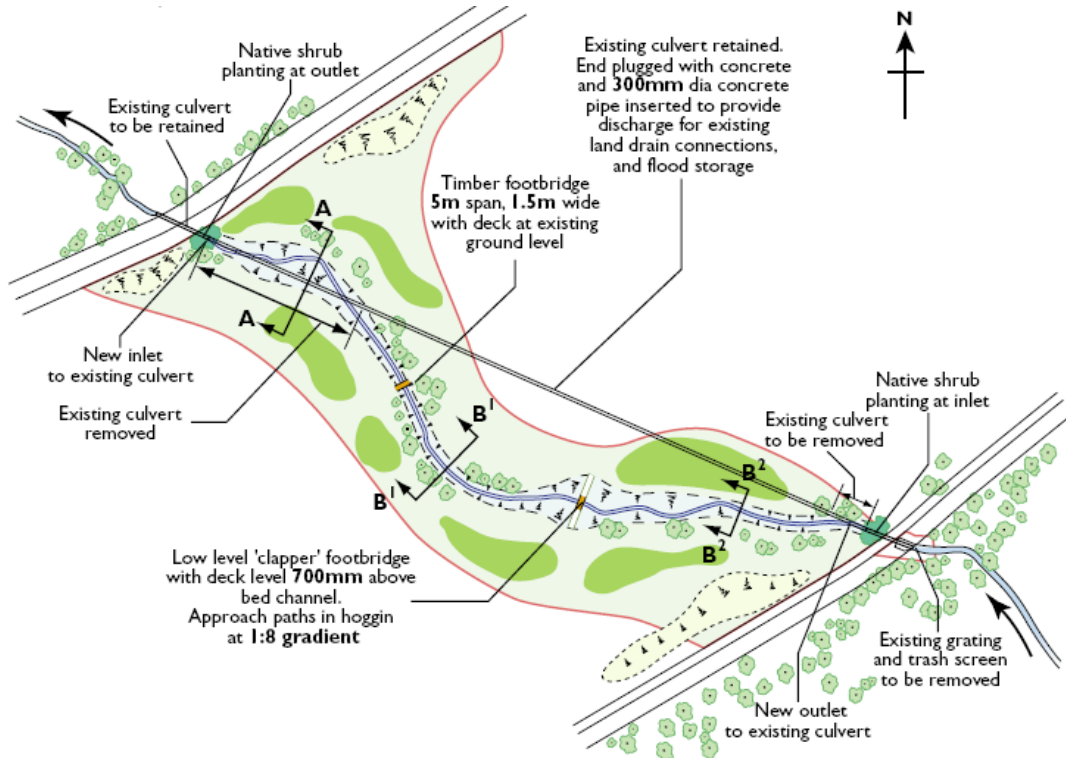 Native shrub
planting at outlet
Existing culvert
to be retained
Existing culvert retained.
End plugged with concrete
and 300mm dia concrete
pipe inserted to provide
discharge for existing
land drain connections,
and flood storage
N
Timber footbridge
5m span, 1.5m wide
with deck at existing
ground level
A
A
New inlet
to existing culvert
Existing culvert
removed
B¹
B¹
Native shrub
planting at inlet
Existing culvert
to be removed
B²
B²
Low level 'clapper' footbridge
with deck level 700mm above
bed channel.
Approach paths in hoggin
at 1:8 gradient
Existing grating
and trash screen
to be removed
New outlet
to existing culvert